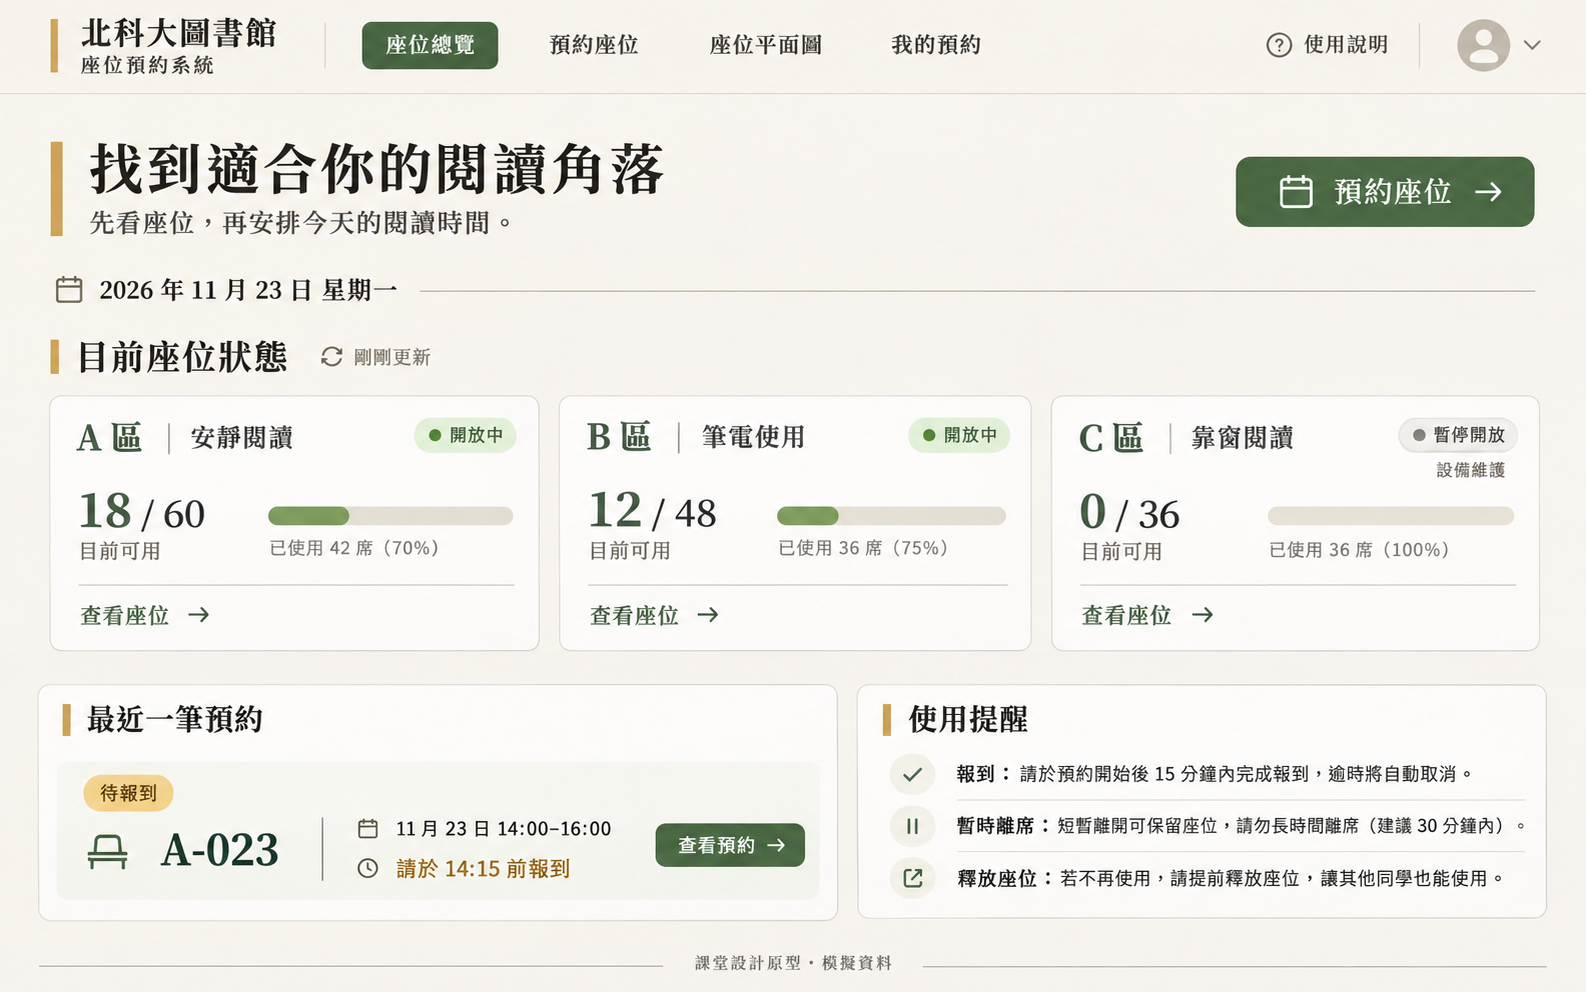 北科大圖書館
座位預約系統
座位總覽
預約座位
座位平面圖
我的預約
使用說明
找到適合你的閱讀角落
先看座位，再安排今天的閱讀時間。
預約座位
2026 年 11 月 23 日 星期一
目前座位狀態
剛剛更新
A 區
安靜閱讀
開放中
18 / 60
目前可用
已使用 42 席（70%）
查看座位
B 區
筆電使用
開放中
12 / 48
目前可用
已使用 36 席（75%）
查看座位
C 區
靠窗閱讀
暫停開放
設備維護
0 / 36
目前可用
已使用 36 席（100%）
查看座位
最近一筆預約
待報到
A-023
11 月 23 日 14:00–16:00
請於 14:15 前報到
查看預約
使用提醒
報到：請於預約開始後 15 分鐘內完成報到，逾時將自動取消。
暫時離席：短暫離開可保留座位，請勿長時間離席（建議 30 分鐘內）。
釋放座位：若不再使用，請提前釋放座位，讓其他同學也能使用。
課堂設計原型・模擬資料